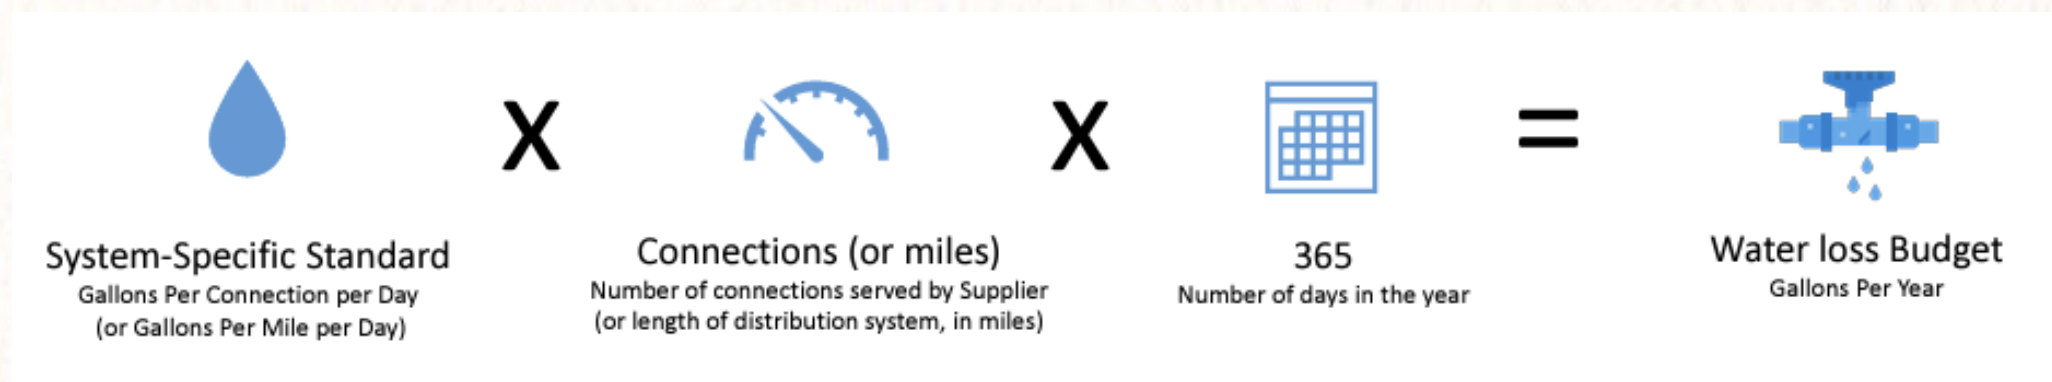 X
X
=
System-Specific Standard
Gallons Per Connection per Day
(or Gallons Per Mile per Day)
Connections (or miles)
Number of connections served by Supplier
(or length of distribution system, in miles)
365
Number of days in the year
Water loss Budget
Gallons Per Year